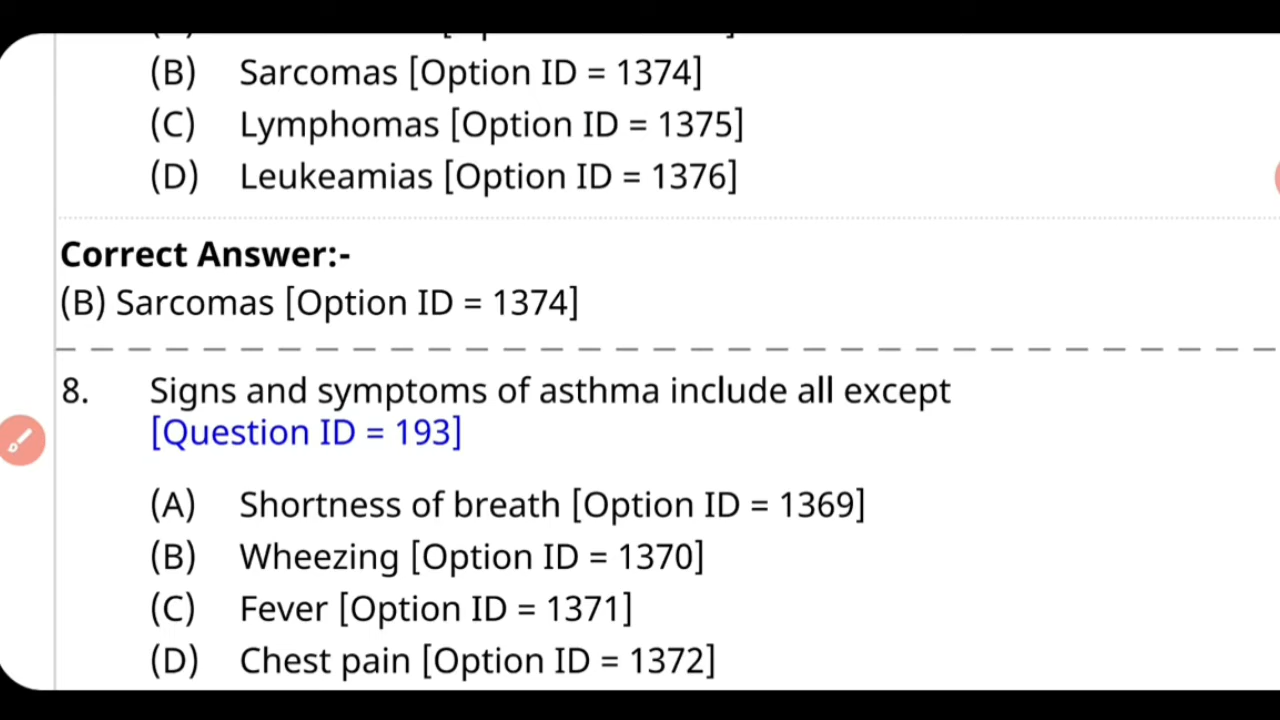 (B) Sarcomas [Option ID = 1374]
(C) Lymphomas [Option ID = 1375]
(D) Leukeamias [Option ID = 1376]
Correct Answer:-
(B) Sarcomas [Option ID = 1374]
8. Signs and symptoms of asthma include all except
[Question ID = 193]
(A) Shortness of breath [Option ID = 1369]
(B) Wheezing [Option ID = 1370]
(C) Fever [Option ID = 1371]
(D) Chest pain [Option ID = 1372]